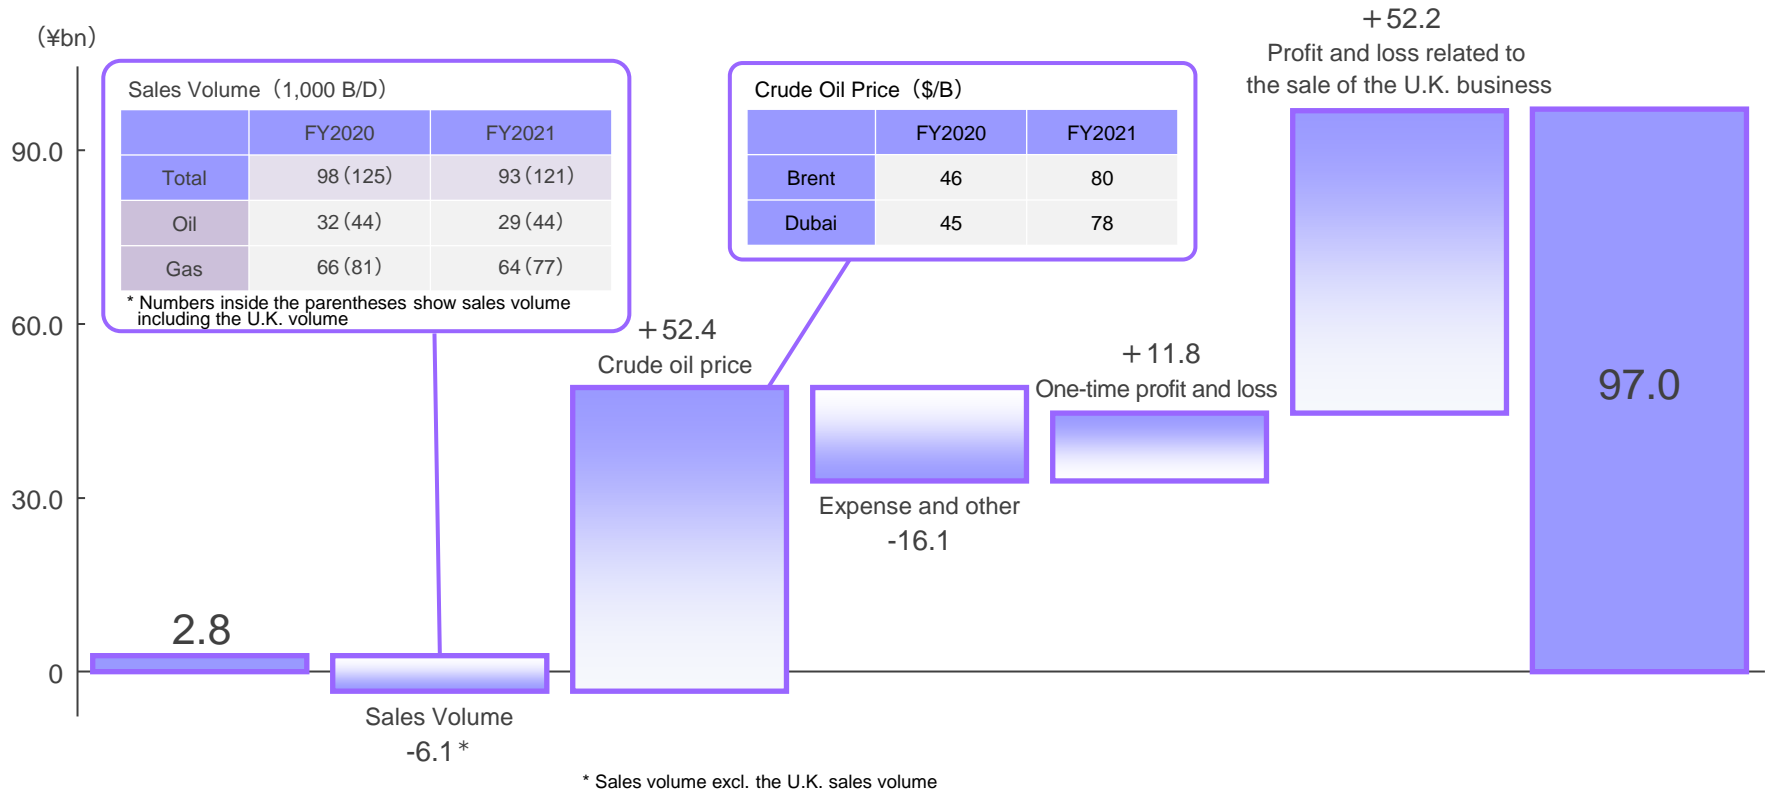 （¥bn）
Sales Volume（1,000 B/D）
FY2020 FY2021
Total 98（125） 93（121）
Oil 32（44） 29（44）
Gas 66（81） 64（77）
* Numbers inside the parentheses show sales volume
including the U.K. volume
Crude Oil Price（$/B）
FY2020 FY2021
Brent 46 80
Dubai 45 78
＋52.2
Profit and loss related to
the sale of the U.K. business
90.0
60.0
30.0
0
2.8
Sales Volume
-6.1＊
＋52.4
Crude oil price
Expense and other
-16.1
＋11.8
One-time profit and loss
97.0
* Sales volume excl. the U.K. sales volume